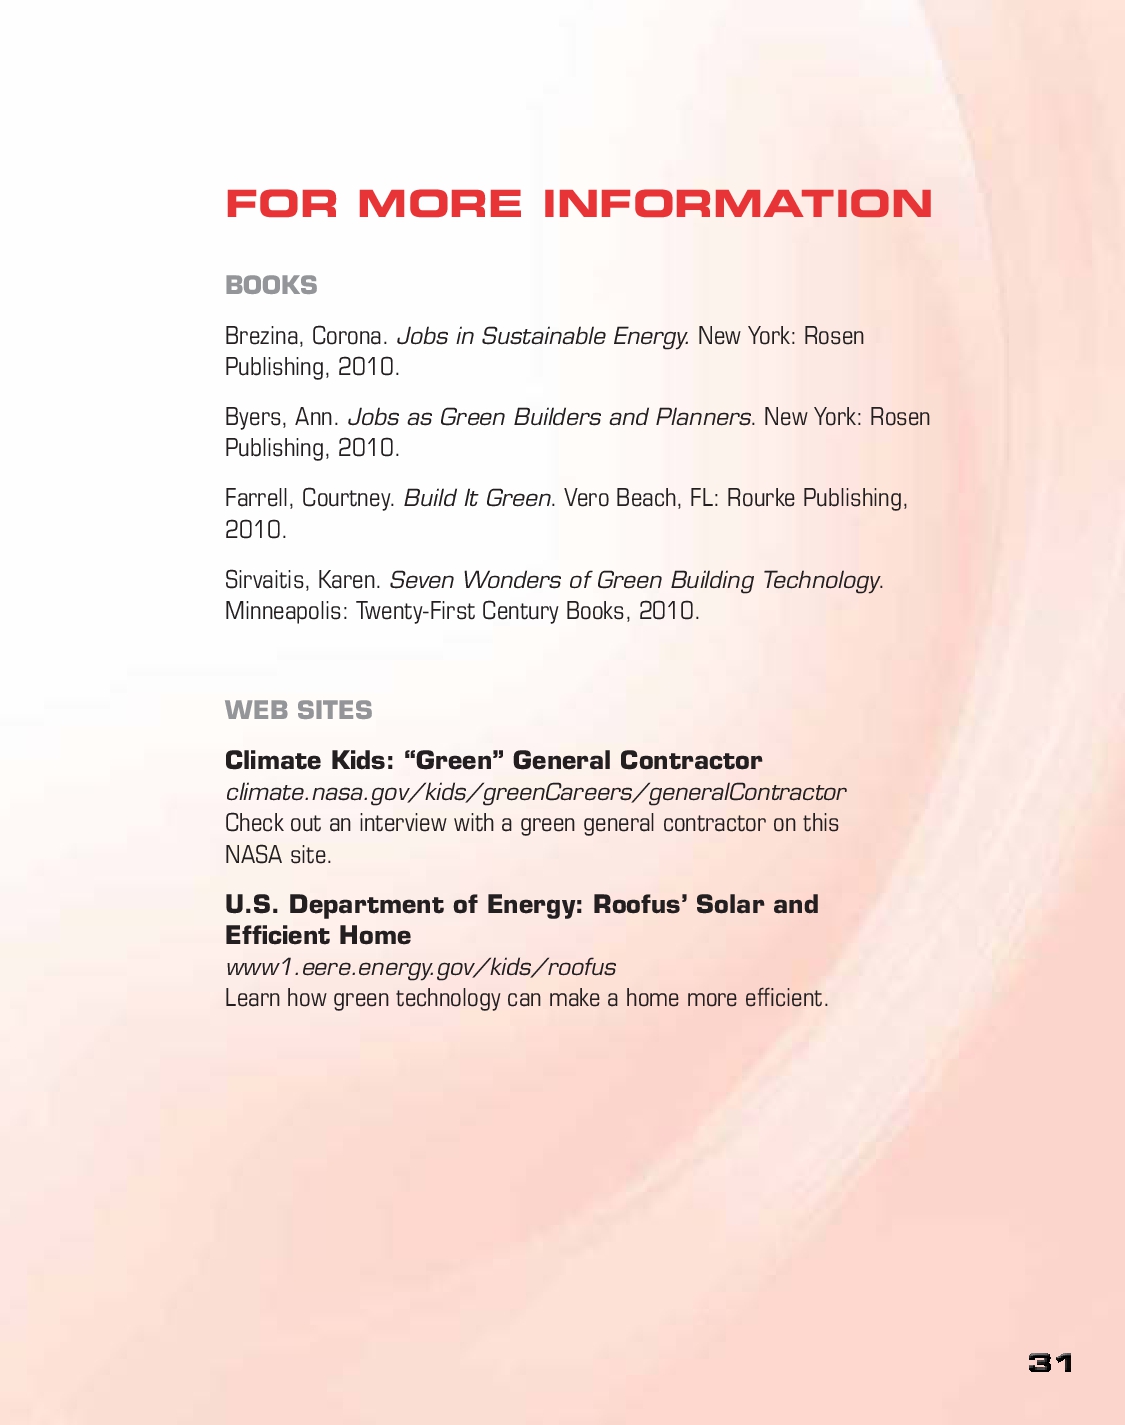 FOR MORE INFORMATION
BOOKS
Brezina, Corona. Jobs in Sustainable Energy. New York: Rosen
Publishing, 2010.
Byers, Ann. Jobs as Green Builders and Planners. New York: Rosen
Publishing, 2010.
Farrell, Courtney. Build It Green. Vero Beach, FL: Rourke Publishing,
2010.
Sirvaitis, Karen. Seven Wonders of Green Building Technology.
Minneapolis: Twenty-First Century Books, 2010.
WEB SITES
Climate Kids: “Green” General Contractor
climate.nasa.gov/kids/greenCareers/generalContractor
Check out an interview with a green general contractor on this
NASA site.
U.S. Department of Energy: Roofus’ Solar and
Efficient Home
www1.eere.energy.gov/kids/roofus
Learn how green technology can make a home more efficient.
31